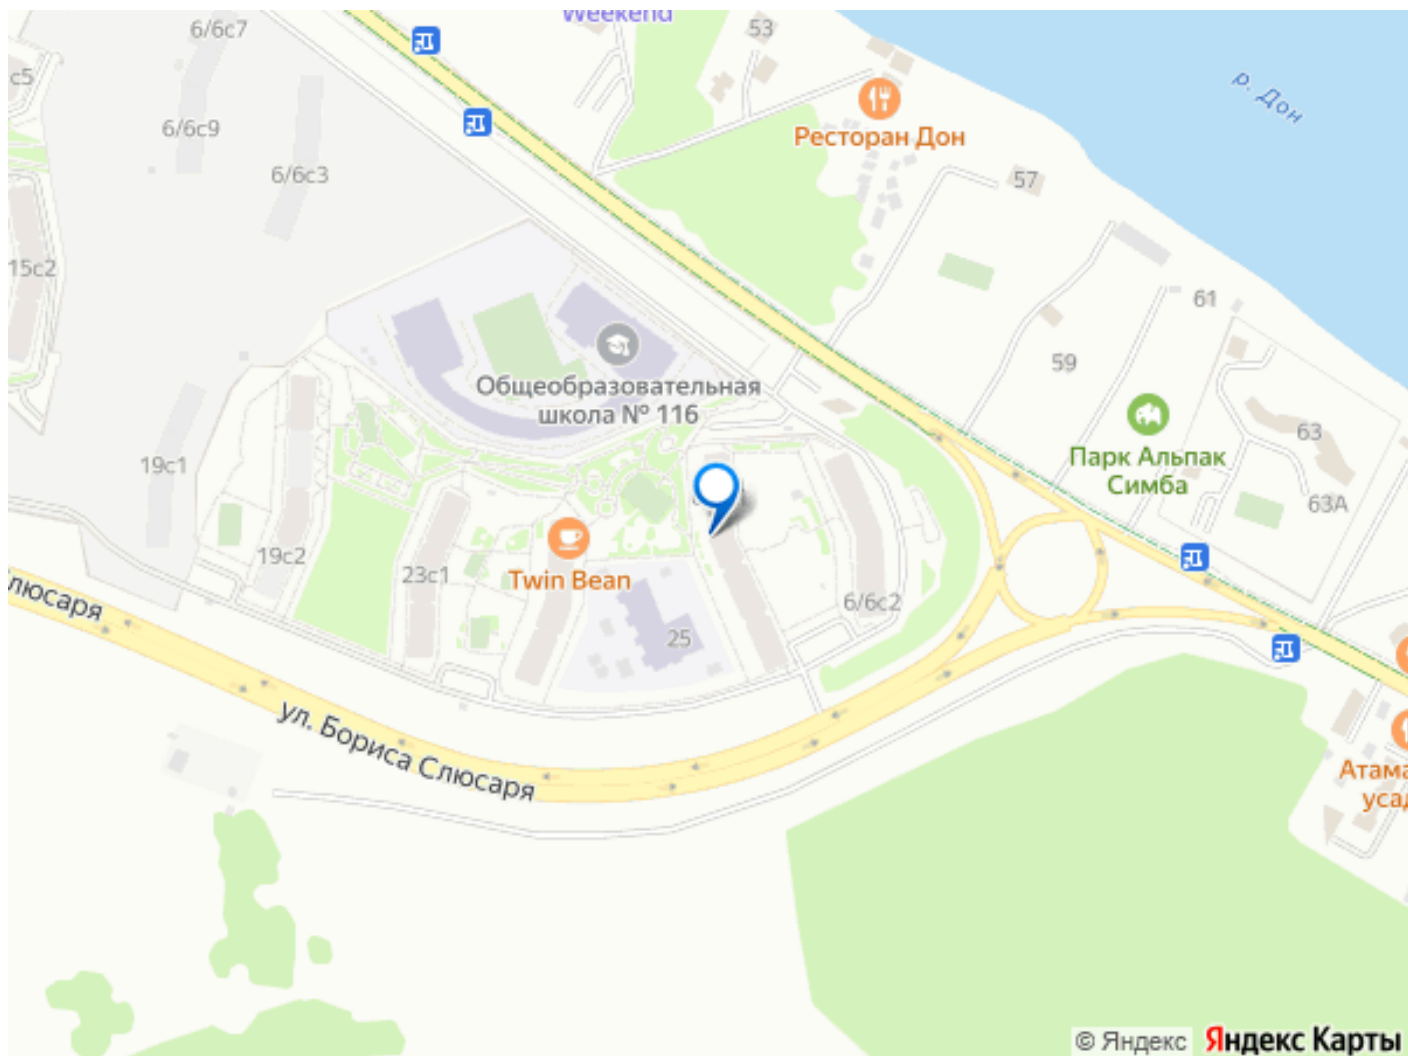 Weekend
6/6с7
53
с5
р. Дон
6/6с9
Ресторан Дон
6/6с3
57
15с2
61
59
Общеобразовательная
школа № 116
63
Парк Альпак
Симба
19с1
63А
19с2
23с1
Twin Bean
6/6с2
25
люсаря
ул. Бориса Слюсаря
Атама
усад
© Яндекс Яндекс Карты